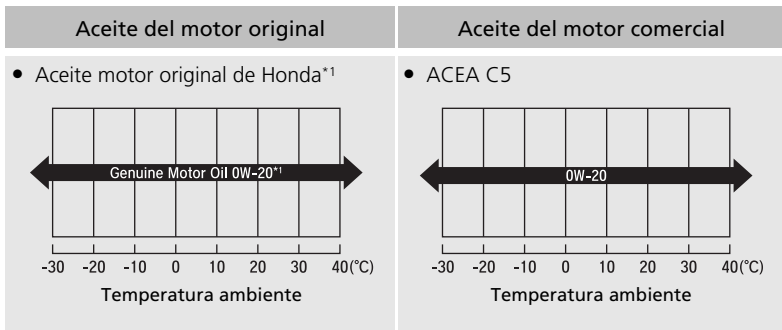 Aceite del motor original
Aceite motor original de Honda*1
Genuine Motor Oil 0W-20*1
-30 -20 -10 0 10 20 30 40(°C)
Temperatura ambiente
Aceite del motor comercial
ACEA C5
0W-20
-30 -20 -10 0 10 20 30 40(°C)
Temperatura ambiente